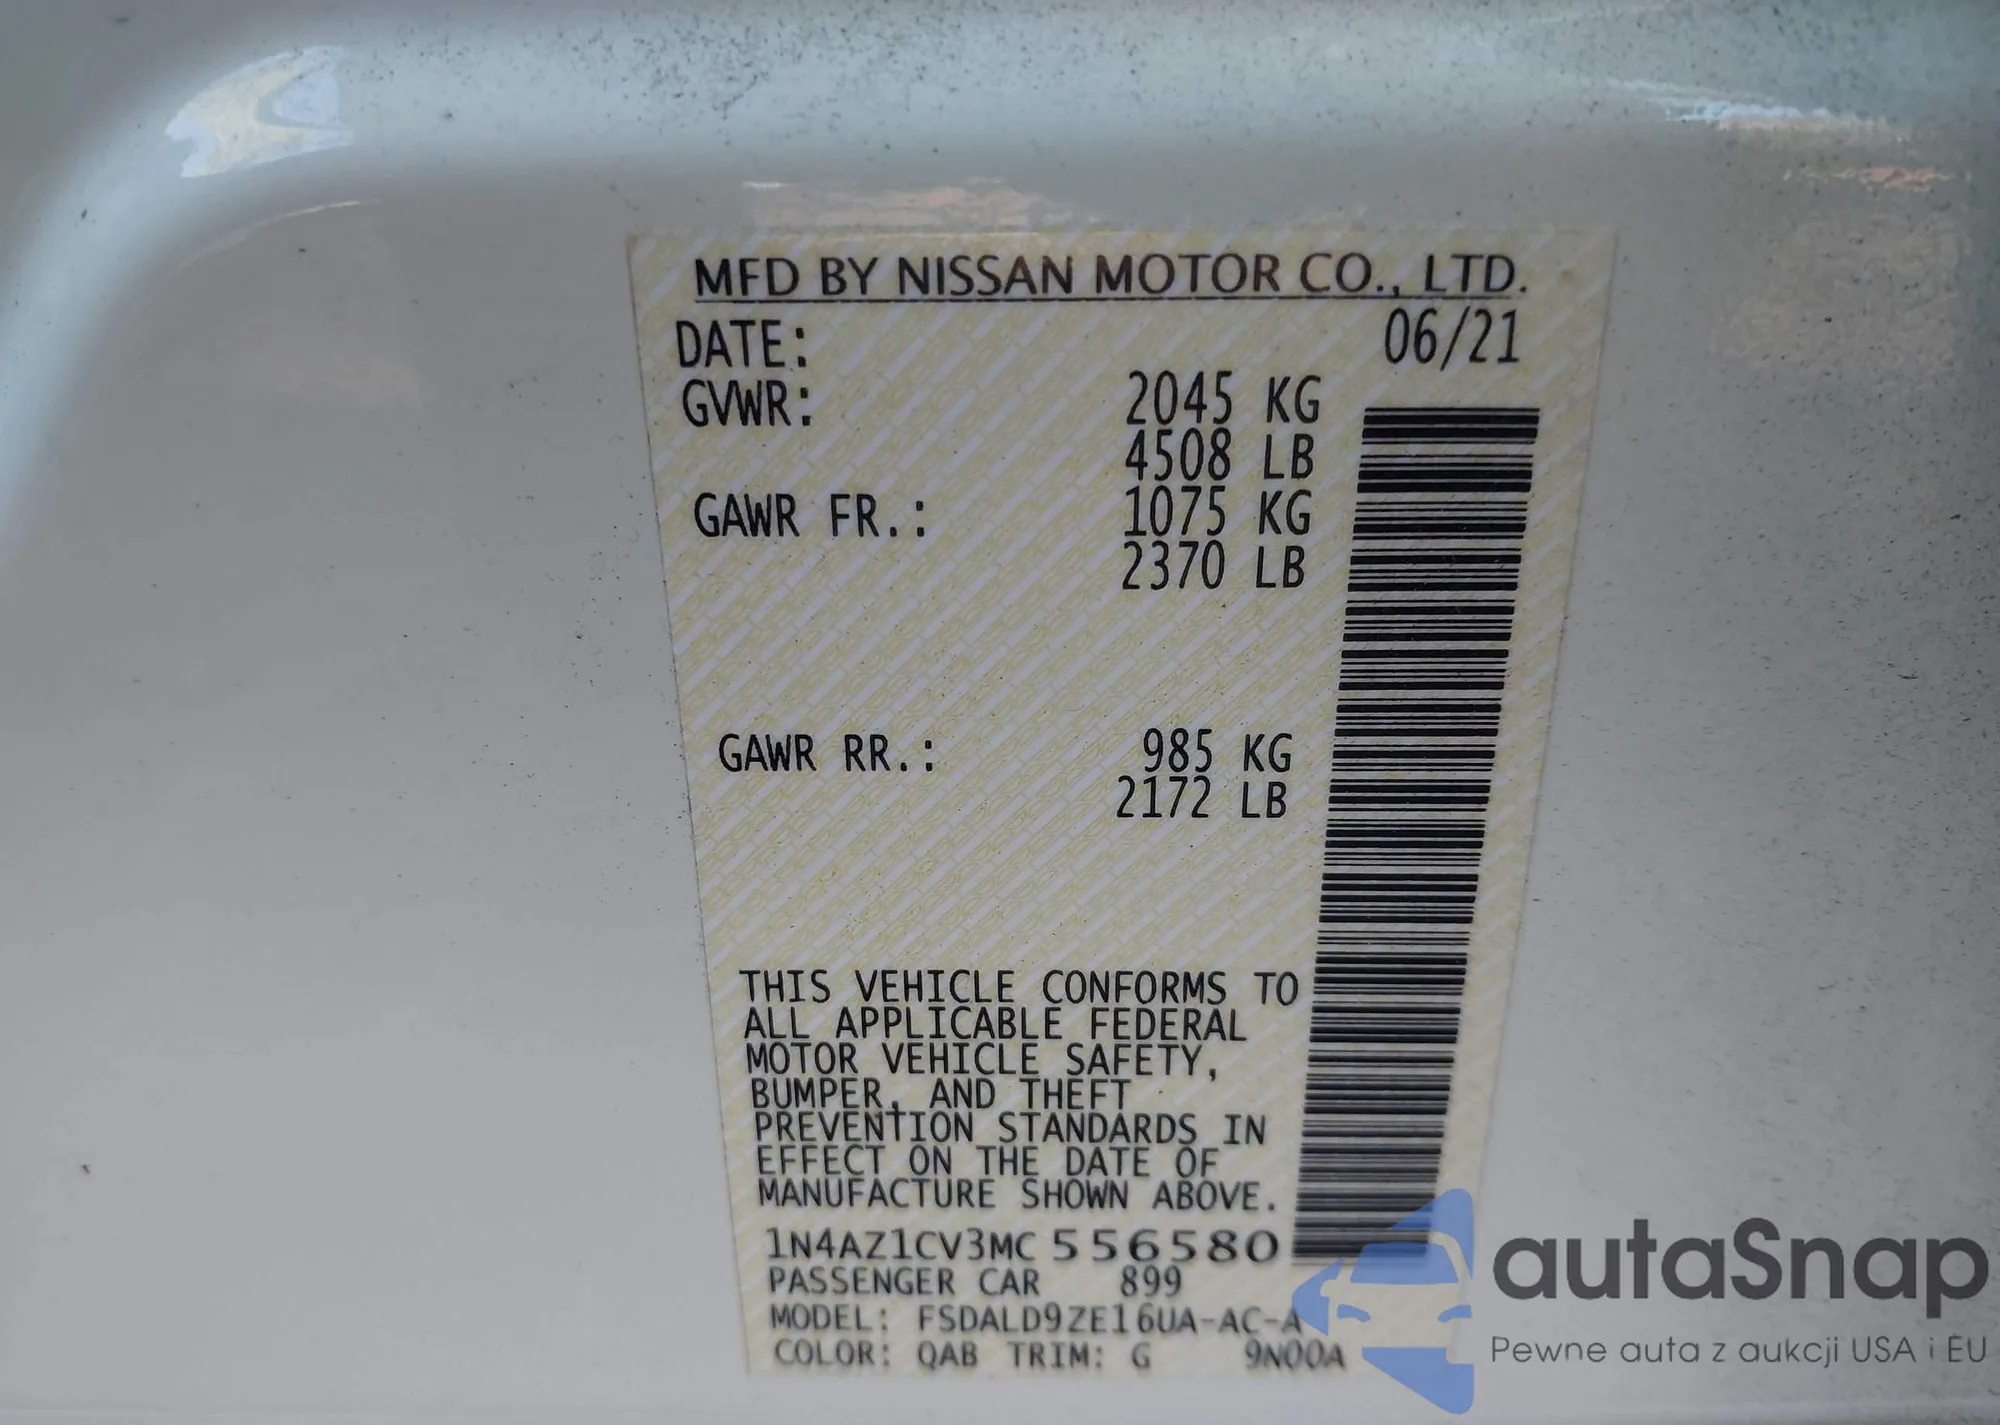 MFD BY NISSAN MOTOR CO., LTD.
DATE: 06/21
GVWR: 2045 KG
4508 LB
GAWR FR.: 1075 KG
2370 LB
GAWR RR.: 985 KG
2172 LB
THIS VEHICLE CONFORMS TO
ALL APPLICABLE FEDERAL
MOTOR VEHICLE SAFETY,
BUMPER, AND THEFT
PREVENTION STANDARDS IN
EFFECT ON THE DATE OF
MANUFACTURE SHOWN ABOVE.
1N4AZ1CV3MC556580
PASSENGER CAR 899
MODEL: FSDALD9ZE16UA-AC-A
COLOR: QAB TRIM: G 9N00A
autaSnap
Pewne auta z aukcji USA i EU